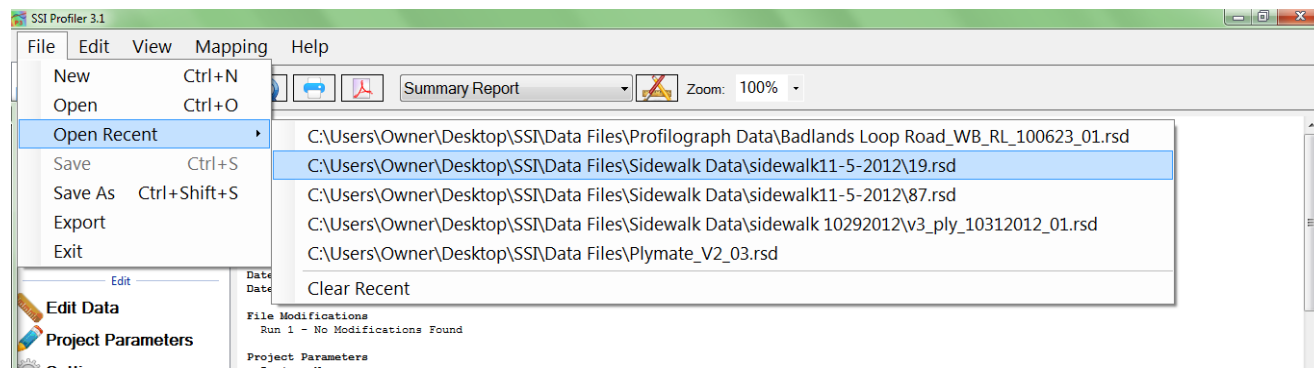 SSI Profiler 3.1
File Edit View Mapping Help
New Ctrl+N
Open Ctrl+O
Open Recent
Save Ctrl+S
Save As Ctrl+Shift+S
Export
Exit
Summary Report
Zoom: 100%
C:\Users\Owner\Desktop\SSI\Data Files\Profilograph Data\Badlands Loop Road_WB_RL_100623_01.rsd
C:\Users\Owner\Desktop\SSI\Data Files\Sidewalk Data\sidewalk11-5-2012\19.rsd
C:\Users\Owner\Desktop\SSI\Data Files\Sidewalk Data\sidewalk11-5-2012\87.rsd
C:\Users\Owner\Desktop\SSI\Data Files\Sidewalk Data\sidewalk 10292012\v3_ply_10312012_01.rsd
C:\Users\Owner\Desktop\SSI\Data Files\Plymate_V2_03.rsd
Clear Recent
Edit
Edit Data
Project Parameters
Date
Date
File Modifications
Run 1 - No Modifications Found
Project Parameters